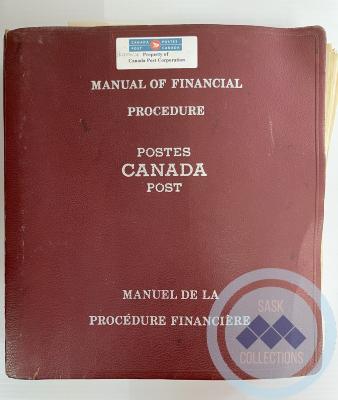 CANADA POSTES
POST CANADA
Property of
Canada Post Corporation
MANUAL OF FINANCIAL
PROCEDURE
POSTES
CANADA
POST
MANUEL DE LA
PROCÉDURE FINANCIÈRE
SASK
COLLECTIONS